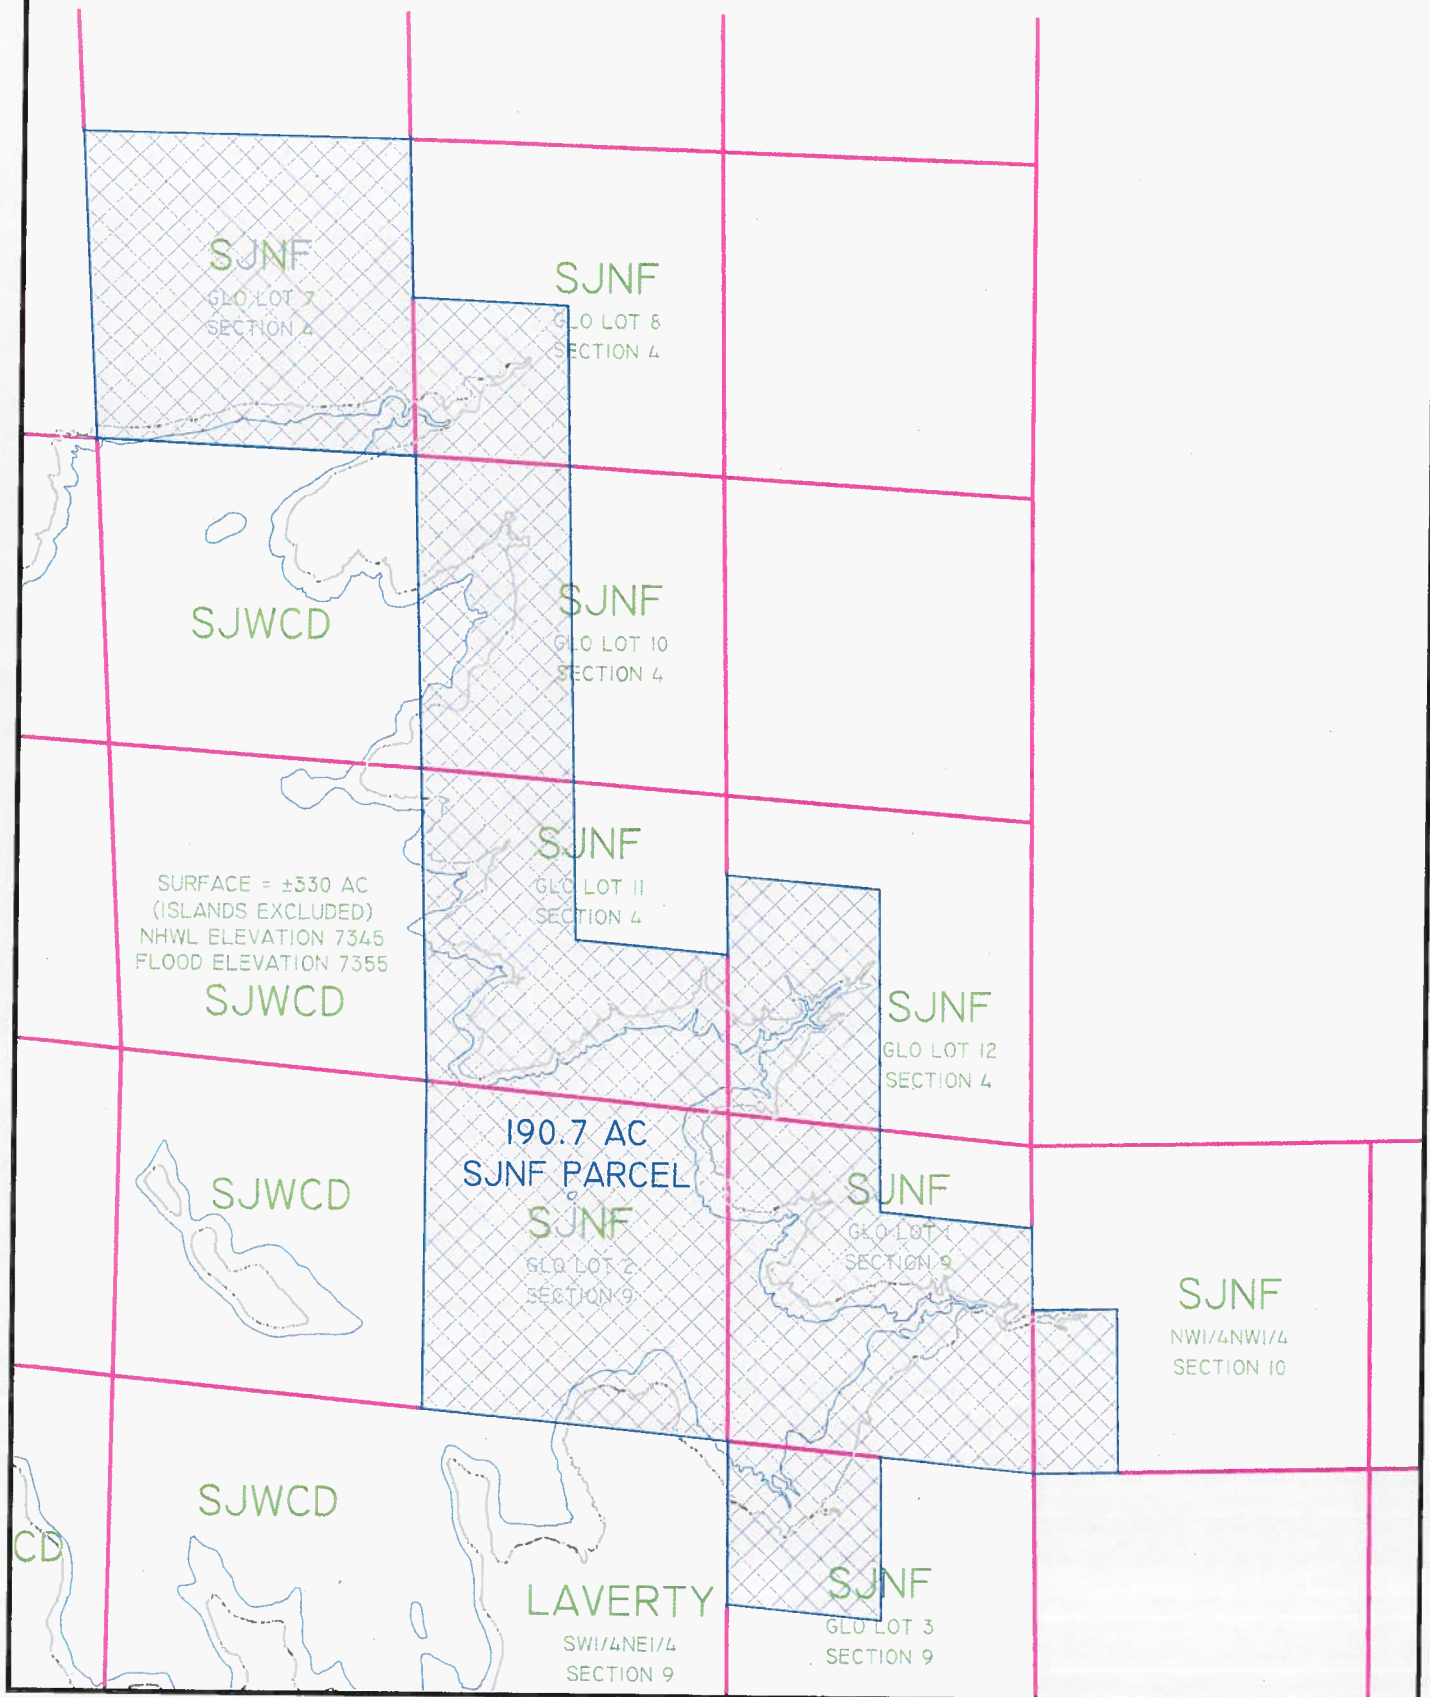 SJNF
GLO LOT 7
SECTION 4
SJNF
GLO LOT 8
SECTION 4
SJWCD
SJNF
GLO LOT 10
SECTION 4
SJNF
GLO LOT 11
SECTION 4
SURFACE = ±330 AC
(ISLANDS EXCLUDED)
NHWL ELEVATION 7345
FLOOD ELEVATION 7355
SJWCD
SJNF
GLO LOT 12
SECTION 4
190.7 AC
SJNF PARCEL
SJWCD
SJNF
GLO LOT 2
SECTION 9
SJNF
GLO LOT 1
SECTION 9
SJNF
NW1/4NW1/4
SECTION 10
SJWCD
CD
LAVERTY
SW1/4NE1/4
SECTION 9
SJNF
GLO LOT 3
SECTION 9